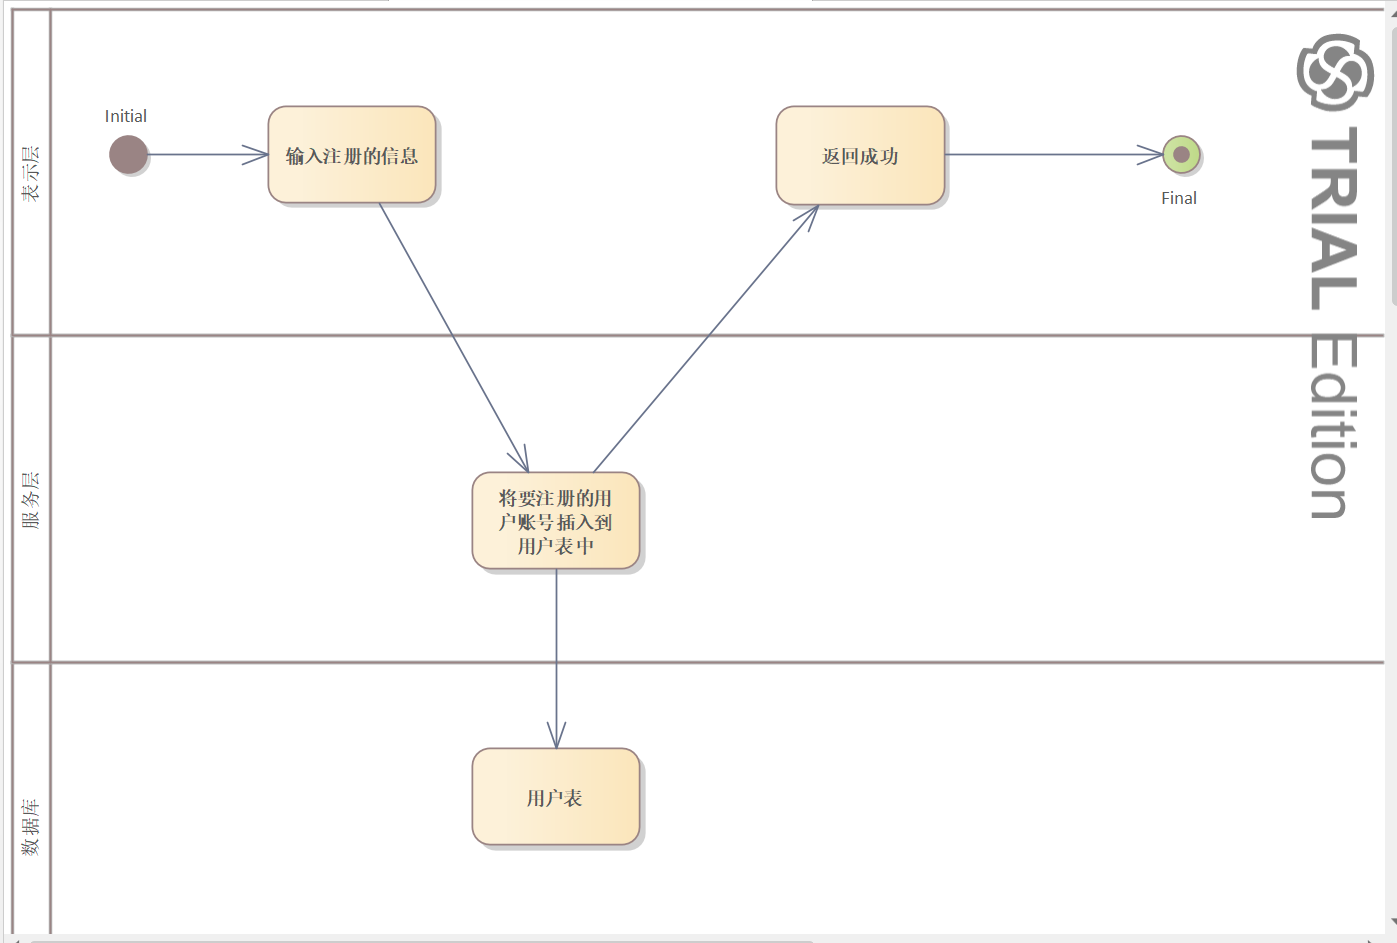 Initial
输入注册的信息
返回成功
Final
表示层
TRIAL Edition
将要注册的用
户账号插入到
用户表中
服务层
用户表
数据库